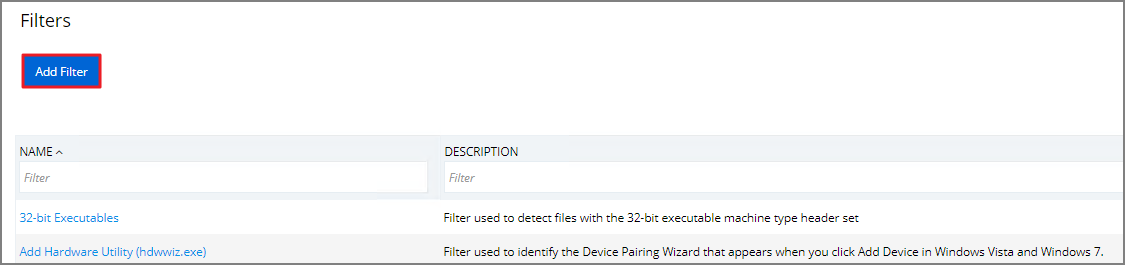 Filters
Add Filter
NAME DESCRIPTION
Filter Filter
32-bit Executables Filter used to detect files with the 32-bit executable machine type header set
Add Hardware Utility (hdwwiz.exe) Filter used to identify the Device Pairing Wizard that appears when you click Add Device in Windows Vista and Windows 7.